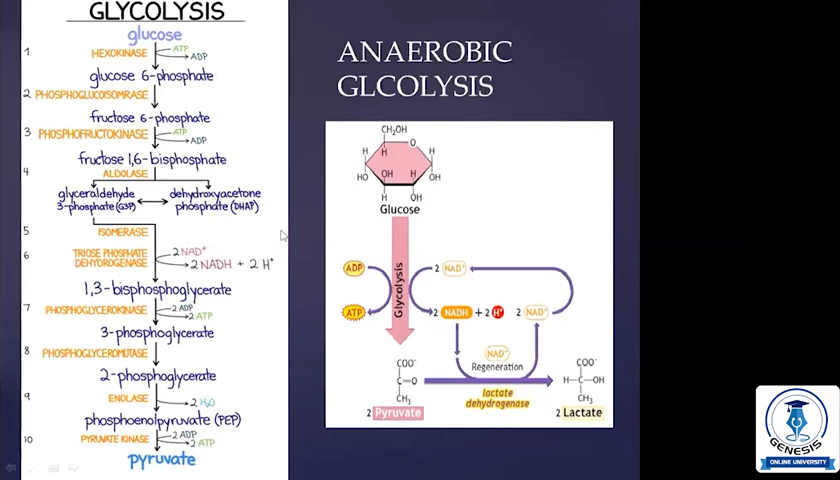 GLYCOLYSIS
glucose
1
HEXOKINASE
ATP
ADP
glucose 6-phosphate
2 PHOSPHOGLUCOISOMRASE
fructose 6-phosphate
3 PHOSPHOFRUCTOKINASE
ATP
ADP
fructose 1,6-bisphosphate
4
ALDOLASE
glyceraldehyde
3-phosphate (G3P)
dehydroxyacetone
phosphate (DHAP)
5
ISOMERASE
6
TRIOSE PHOSPHATE
DEHYDROGENASE
2 NAD⁺
2 NADH + 2 H⁺
1,3-bisphosphoglycerate
7
PHOSPHOGLYCEROKINASE
2 ADP
2 ATP
3-phosphoglycerate
8
PHOSPHOGLYCEROMUTASE
2-phosphoglycerate
9
ENOLASE
2 H₂O
phosphoenolpyruvate (PEP)
10
PYRUVATE KINASE
2 ADP
2 ATP
pyruvate
ANAEROBIC
GLCOLYSIS
CH₂OH
O
H
H
H
HO
OH
H
OH
H
OH
Glucose
Glycolysis
ADP
2 NAD⁺
ATP
2 NADH + 2 H⁺
2 NAD⁺
NAD⁺
Regeneration
COO⁻
C=O
CH₃
2 Pyruvate
lactate
dehydrogenase
COO⁻
H–C–OH
CH₃
2 Lactate
GENESIS
ONLINE UNIVERSITY